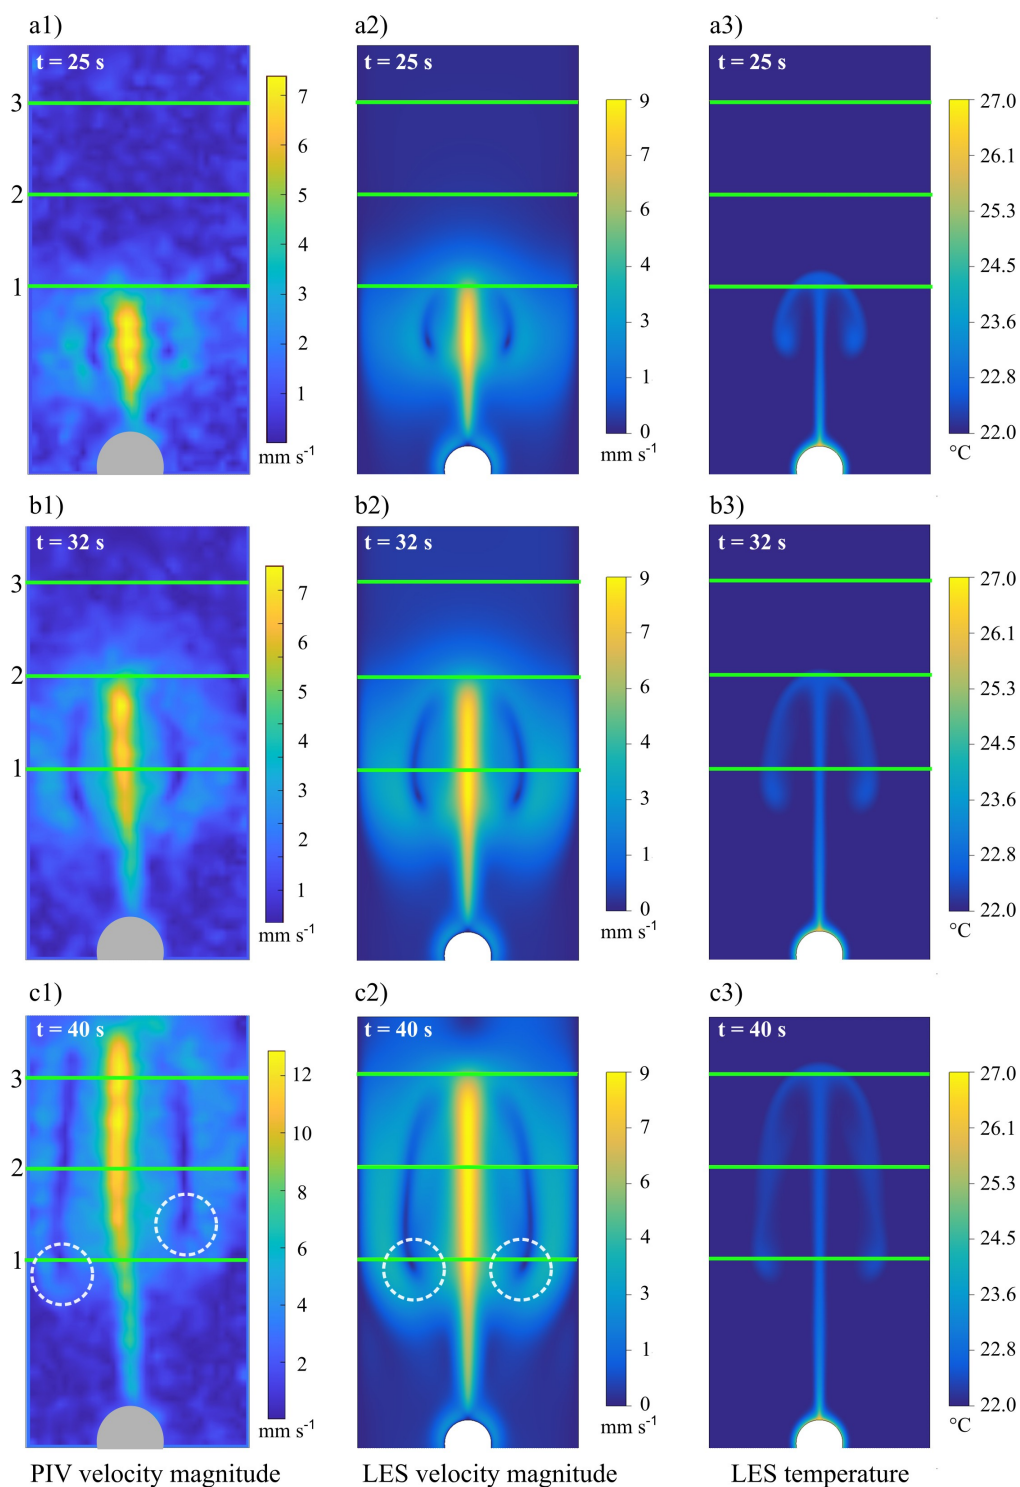 a1)
a2)
a3)
t = 25 s
t = 25 s
t = 25 s
3
2
1
7
6
5
4
3
2
1
mm s⁻¹
9
7
6
4
3
1
0
mm s⁻¹
27.0
26.1
25.3
24.5
23.6
22.8
22.0
°C
b1)
b2)
b3)
t = 32 s
t = 32 s
t = 32 s
3
2
1
7
6
5
4
3
2
1
mm s⁻¹
9
7
6
4
3
1
0
mm s⁻¹
27.0
26.1
25.3
24.5
23.6
22.8
22.0
°C
c1)
c2)
c3)
t = 40 s
t = 40 s
t = 40 s
3
2
1
12
10
8
6
4
2
mm s⁻¹
9
7
6
4
3
1
0
mm s⁻¹
27.0
26.1
25.3
24.5
23.6
22.8
22.0
°C
PIV velocity magnitude
LES velocity magnitude
LES temperature